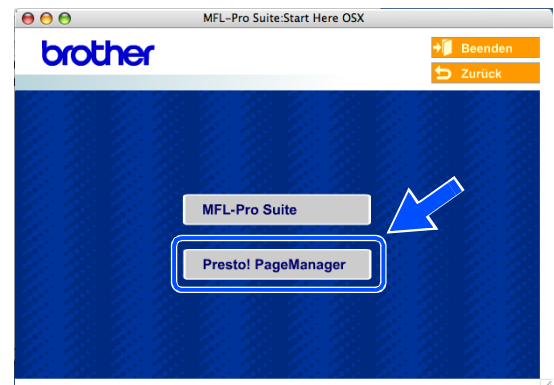 MFL-Pro Suite:Start Here OSX
brother
Beenden
Zurück
MFL-Pro Suite
Presto! PageManager